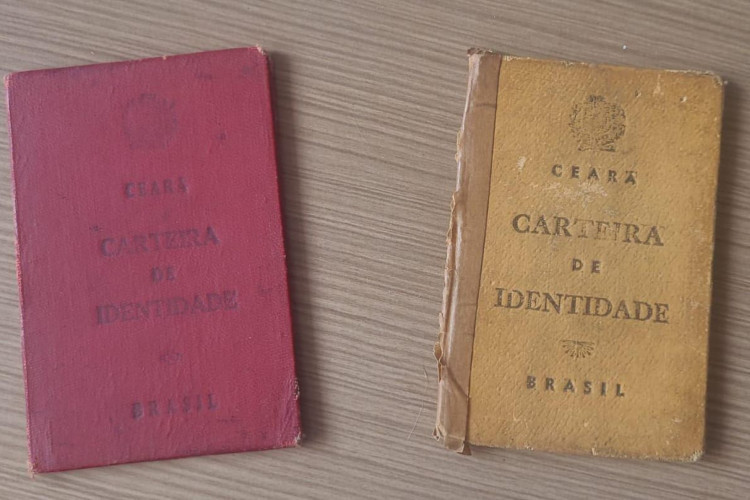 CEARÁ
CARTEIRA
DE
IDENTIDADE
BRASIL
CEARÁ
CARTEIRA
DE
IDENTIDADE
BRASIL